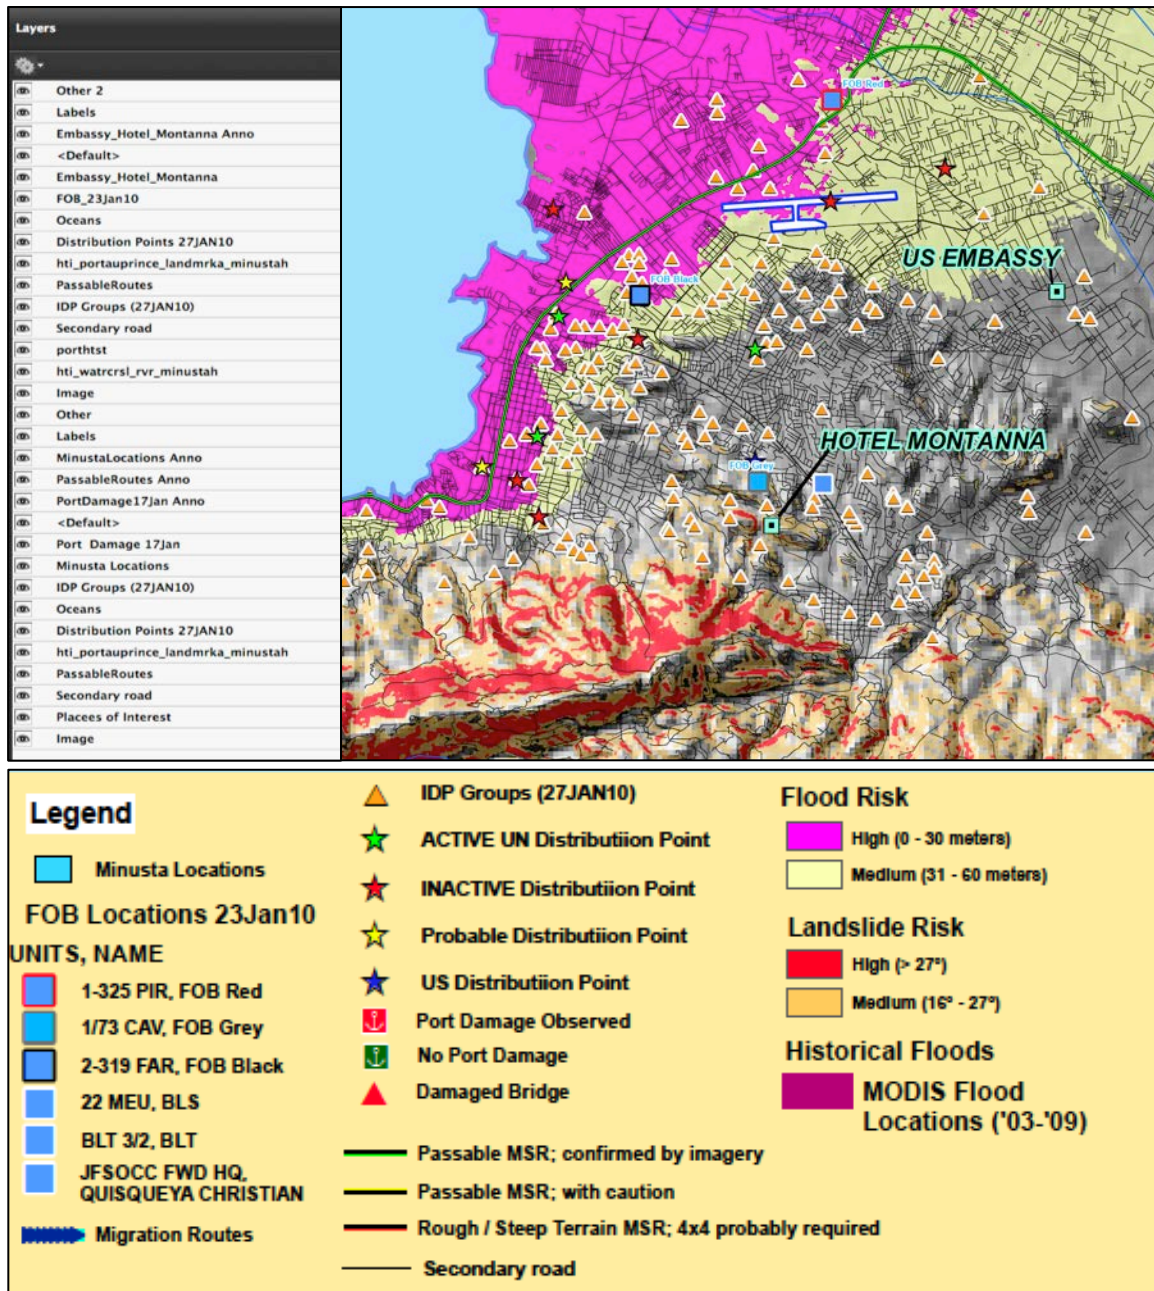 Layers
Other 2
Labels
Embassy_Hotel_Montanna Anno
<Default>
Embassy_Hotel_Montanna
FOB_23Jan10
Oceans
Distribution Points 27JAN10
hti_portauprince_landmrka_minustah
PassableRoutes
IDP Groups (27JAN10)
Secondary road
porthtst
hti_watrcrsl_rvr_minustah
Image
Other
Labels
MinustaLocations Anno
PassableRoutes Anno
PortDamage17Jan Anno
<Default>
Port Damage 17Jan
Minusta Locations
IDP Groups (27JAN10)
Oceans
Distribution Points 27JAN10
hti_portauprince_landmrka_minustah
PassableRoutes
Secondary road
Placees of Interest
Image
FOB Red
US EMBASSY
FOB Black
HOTEL MONTANNA
FOB Grey
Legend
Minusta Locations
FOB Locations 23Jan10
UNITS, NAME
1-325 PIR, FOB Red
1/73 CAV, FOB Grey
2-319 FAR, FOB Black
22 MEU, BLS
BLT 3/2, BLT
JFSOCC FWD HQ,
QUISQUEYA CHRISTIAN
Migration Routes
IDP Groups (27JAN10)
ACTIVE UN Distributiion Point
INACTIVE Distributiion Point
Probable Distributiion Point
US Distributiion Point
Port Damage Observed
No Port Damage
Damaged Bridge
Passable MSR; confirmed by imagery
Passable MSR; with caution
Rough / Steep Terrain MSR; 4x4 probably required
Secondary road
Flood Risk
High (0 - 30 meters)
Medium (31 - 60 meters)
Landslide Risk
High (> 27°)
Medium (16° - 27°)
Historical Floods
MODIS Flood
Locations ('03-'09)